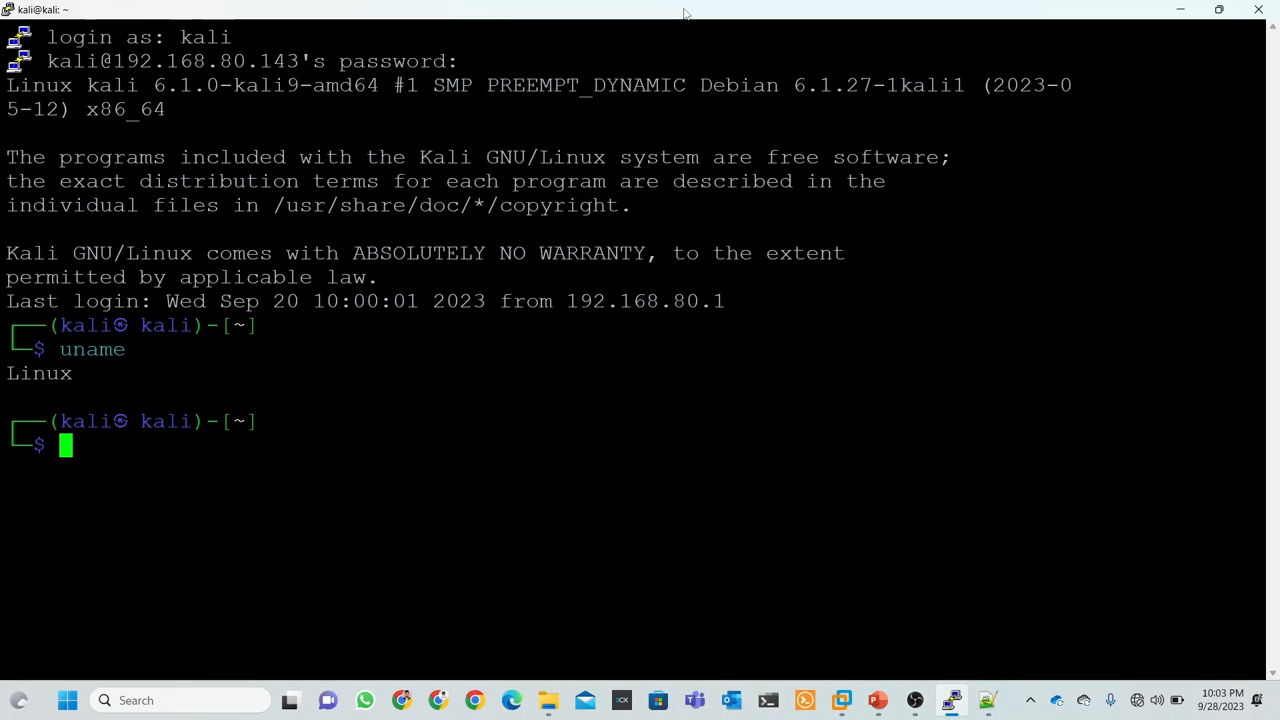 kali@kali: ~
login as: kali
kali@192.168.80.143's password:
Linux kali 6.1.0-kali9-amd64 #1 SMP PREEMPT_DYNAMIC Debian 6.1.27-1kali1 (2023-0
5-12) x86_64
The programs included with the Kali GNU/Linux system are free software;
the exact distribution terms for each program are described in the
individual files in /usr/share/doc/*/copyright.
Kali GNU/Linux comes with ABSOLUTELY NO WARRANTY, to the extent
permitted by applicable law.
Last login: Wed Sep 20 10:00:01 2023 from 192.168.80.1
┌──(kali㉿ kali)-[~]
└─$ uname
Linux
┌──(kali㉿ kali)-[~]
└─$
Search
10:03 PM
9/28/2023